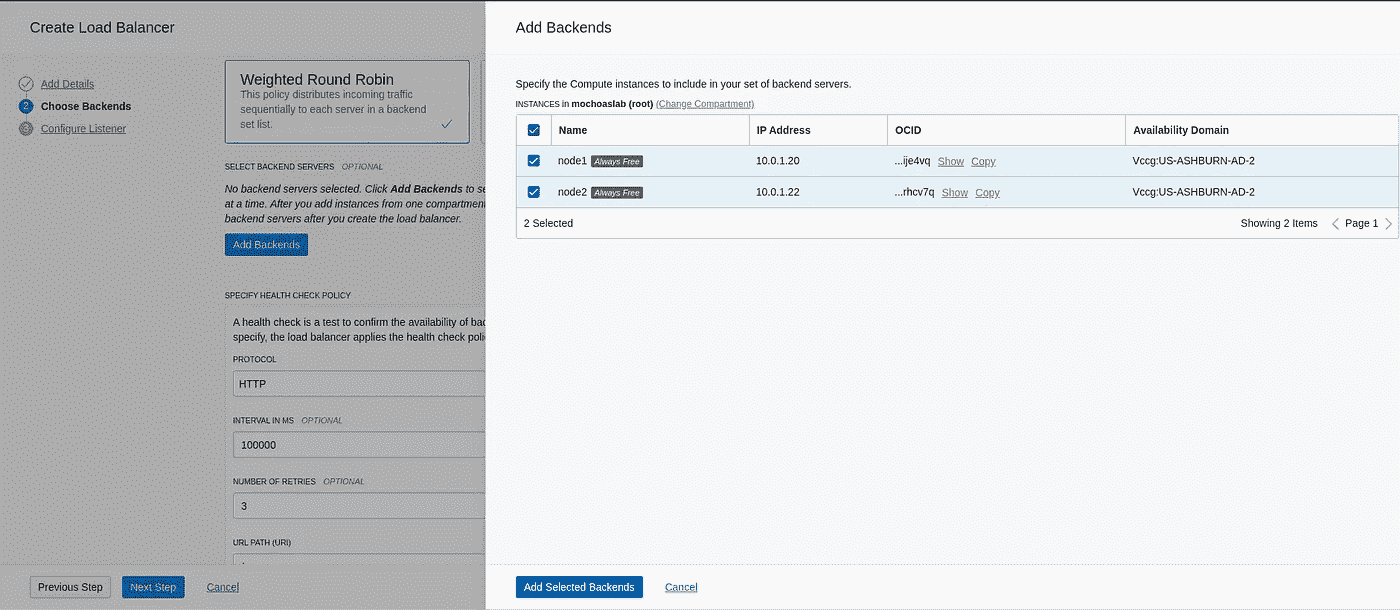 Create Load Balancer
Add Details
2 Choose Backends
3 Configure Listener
Weighted Round Robin
This policy distributes incoming traffic
sequentially to each server in a backend
set list.
SELECT BACKEND SERVERS OPTIONAL
No backend servers selected. Click Add Backends to se
at a time. After you add instances from one compartment
backend servers after you create the load balancer.
Add Backends
SPECIFY HEALTH CHECK POLICY
A health check is a test to confirm the availability of bac
specify, the load balancer applies the health check poli
PROTOCOL
HTTP
INTERVAL IN MS OPTIONAL
100000
NUMBER OF RETRIES OPTIONAL
3
URL PATH (URI)
Previous Step Next Step Cancel
Add Backends
Specify the Compute instances to include in your set of backend servers.
INSTANCES in mochoaslab (root) (Change Compartment)
Name IP Address OCID Availability Domain
node1 Always Free 10.0.1.20 ...ije4vq Show Copy Vccg:US-ASHBURN-AD-2
node2 Always Free 10.0.1.22 ...rhcv7q Show Copy Vccg:US-ASHBURN-AD-2
2 Selected Showing 2 Items Page 1
Add Selected Backends Cancel